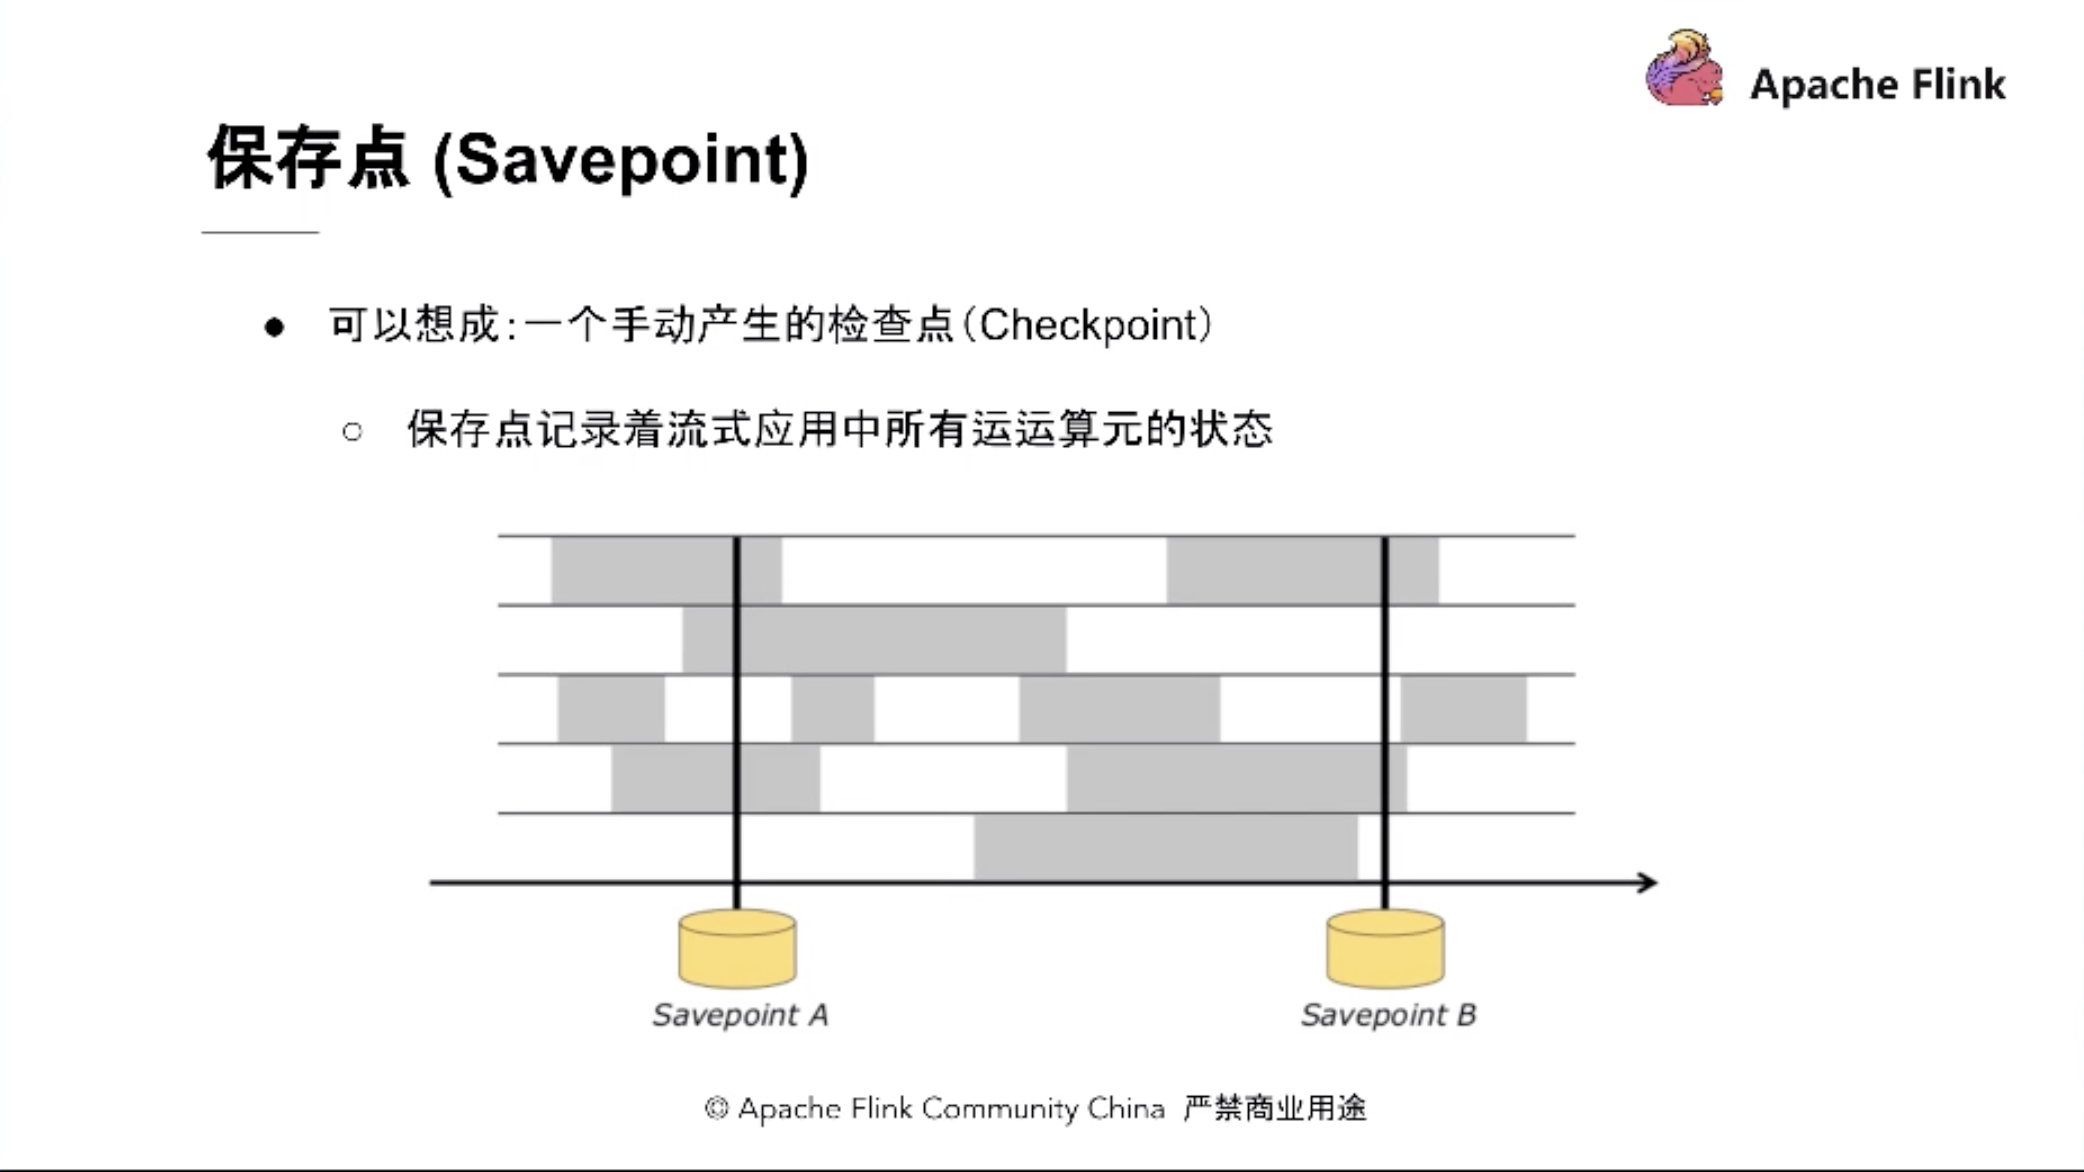 Apache Flink
保存点 (Savepoint)
● 可以想成:一个手动产生的检查点(Checkpoint)
○ 保存点记录着流式应用中所有运运算元的状态
Savepoint A
Savepoint B
© Apache Flink Community China 严禁商业用途